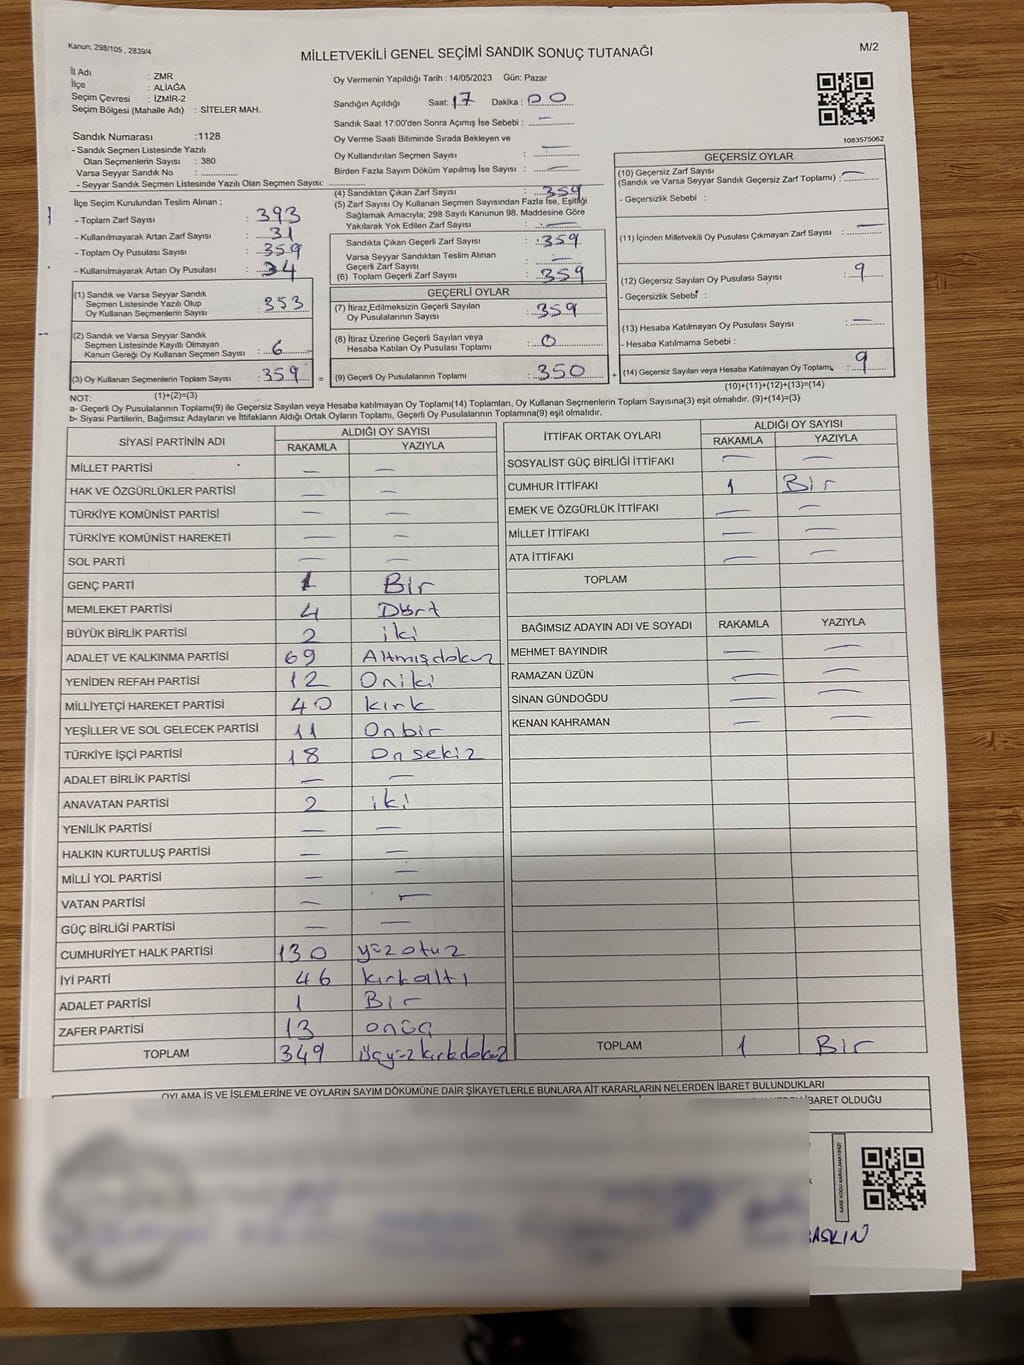 Kanun: 298/105 , 2839/4
MİLLETVEKİLİ GENEL SEÇİMİ SANDIK SONUÇ TUTANAĞI
M/2
İl Adı : ZMR
İlçe : ALİAĞA
Seçim Çevresi : İZMİR-2
Seçim Bölgesi (Mahalle Adı) : SİTELER MAH.
Oy Vermenin Yapıldığı Tarih : 14/05/2023 Gün: Pazar
Sandığın Açıldığı Saat: 17 Dakika : 00
Sandık Saat 17:00'den Sonra Açımış İse Sebebi : —
Oy Verme Saati Bitiminde Sırada Bekleyen ve
Oy Kullandırılan Seçmen Sayısı : —
Birden Fazla Sayım Döküm Yapılmış İse Sayısı : —
1083575062
Sandık Numarası :1128
- Sandık Seçmen Listesinde Yazılı
Olan Seçmenlerin Sayısı : 380
Varsa Seyyar Sandık No :
- Seyyar Sandık Seçmen Listesinde Yazılı Olan Seçmen Sayısı:
İlçe Seçim Kurulundan Teslim Alınan ;
- Toplam Zarf Sayısı : 393
- Kullanılmayarak Artan Zarf Sayısı : 31
- Toplam Oy Pusulası Sayısı : 359
- Kullanılmayarak Artan Oy Pusulası : 34
(1) Sandık ve Varsa Seyyar Sandık
Seçmen Listesinde Yazılı Olup
Oy Kullanan Seçmenlerin Sayısı : 353
(2) Sandık ve Varsa Seyyar Sandık
Seçmen Listesinde Kayıtlı Olmayan
Kanun Gereği Oy Kullanan Seçmen Sayısı : 6
(3) Oy Kullanan Seçmenlerin Toplam Sayısı : 359 =
(4) Sandıktan Çıkan Zarf Sayısı : 359
(5) Zarf Sayısı Oy Kullanan Seçmen Sayısından Fazla İse, Eşitliği
Sağlamak Amacıyla; 298 Sayılı Kanunun 98. Maddesine Göre
Yakılarak Yok Edilen Zarf Sayısı : —
Sandıkta Çıkan Geçerli Zarf Sayısı : 359
Varsa Seyyar Sandıktan Teslim Alınan
Geçerli Zarf Sayısı : —
(6) Toplam Geçerli Zarf Sayısı : 359
GEÇERLİ OYLAR
(7) İtiraz Edilmeksizin Geçerli Sayılan
Oy Pusulalarının Sayısı : 359
(8) İtiraz Üzerine Geçerli Sayılan veya
Hesaba Katılan Oy Pusulası Toplamı : 0
(9) Geçerli Oy Pusulalarının Toplamı : 350 +
GEÇERSİZ OYLAR
(10) Geçersiz Zarf Sayısı
(Sandık ve Varsa Seyyar Sandık Geçersiz Zarf Toplamı) : —
- Geçersizlik Sebebi :
(11) İçinden Milletvekili Oy Pusulası Çıkmayan Zarf Sayısı : —
(12) Geçersiz Sayılan Oy Pusulası Sayısı : 9
- Geçersizlik Sebebi :
(13) Hesaba Katılmayan Oy Pusulası Sayısı : —
- Hesaba Katılmama Sebebi :
(14) Geçersiz Sayılan veya Hesaba Katılmayan Oy Toplamı : 9
NOT: (1)+(2)=(3)
(10)+(11)+(12)+(13)=(14)
a- Geçerli Oy Pusulalarının Toplamı(9) ile Geçersiz Sayılan veya Hesaba katılmayan Oy Toplamı(14) Toplamları, Oy Kullanan Seçmenlerin Toplam Sayısına(3) eşit olmalıdır. (9)+(14)=(3)
b- Siyasi Partilerin, Bağımsız Adayların ve İttifakların Aldığı Ortak Oyların Toplamı, Geçerli Oy Pusulalarının Toplamına(9) eşit olmalıdır.
SİYASİ PARTİNİN ADI ALDIĞI OY SAYISI
RAKAMLA YAZIYLA
MİLLET PARTİSİ — —
HAK VE ÖZGÜRLÜKLER PARTİSİ — —
TÜRKİYE KOMÜNİST PARTİSİ — —
TÜRKİYE KOMÜNİST HAREKETİ — —
SOL PARTİ — —
GENÇ PARTİ 1 Bir
MEMLEKET PARTİSİ 4 Dört
BÜYÜK BİRLİK PARTİSİ 2 iki
ADALET VE KALKINMA PARTİSİ 69 Altmışdokuz
YENİDEN REFAH PARTİSİ 12 Oniki
MİLLİYETÇİ HAREKET PARTİSİ 40 kırk
YEŞİLLER VE SOL GELECEK PARTİSİ 11 Onbir
TÜRKİYE İŞÇİ PARTİSİ 18 Onsekiz
ADALET BİRLİK PARTİSİ — —
ANAVATAN PARTİSİ 2 iki
YENİLİK PARTİSİ — —
HALKIN KURTULUŞ PARTİSİ — —
MİLLİ YOL PARTİSİ — —
VATAN PARTİSİ — —
GÜÇ BİRLİĞİ PARTİSİ — —
CUMHURİYET HALK PARTİSİ 130 yüzotuz
İYİ PARTİ 46 kırkaltı
ADALET PARTİSİ 1 Bir
ZAFER PARTİSİ 13 onüç
TOPLAM 349 üçyüzkırkdokuz
İTTİFAK ORTAK OYLARI ALDIĞI OY SAYISI
RAKAMLA YAZIYLA
SOSYALİST GÜÇ BİRLİĞİ İTTİFAKI — —
CUMHUR İTTİFAKI 1 Bir
EMEK VE ÖZGÜRLÜK İTTİFAKI — —
MİLLET İTTİFAKI — —
ATA İTTİFAKI — —
TOPLAM
BAĞIMSIZ ADAYIN ADI VE SOYADI RAKAMLA YAZIYLA
MEHMET BAYINDIR — —
RAMAZAN ÜZÜN — —
SİNAN GÜNDOĞDU — —
KENAN KAHRAMAN — —
TOPLAM 1 Bir
OYLAMA İŞ VE İŞLEMLERİNE VE OYLARIN SAYIM DÖKÜMÜNE DAİR ŞİKAYETLERLE BUNLARA AİT KARARLARIN NELERDEN İBARET BULUNDUKLARI
İBARET OLDUĞU
BASKIN